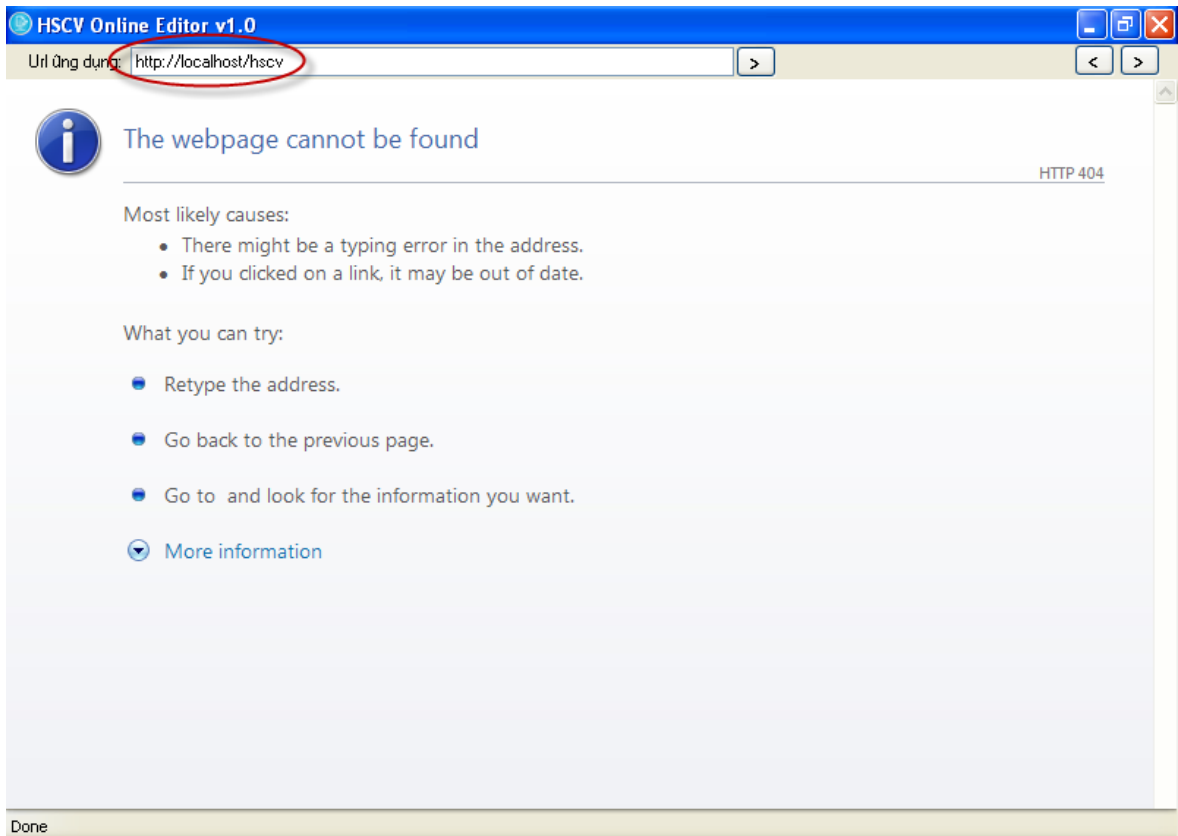 HSCV Online Editor v1.0
Url ứng dụng: http://localhost/hscv > < >
The webpage cannot be found
HTTP 404
Most likely causes:
• There might be a typing error in the address.
• If you clicked on a link, it may be out of date.
What you can try:
Retype the address.
Go back to the previous page.
Go to and look for the information you want.
More information
Done